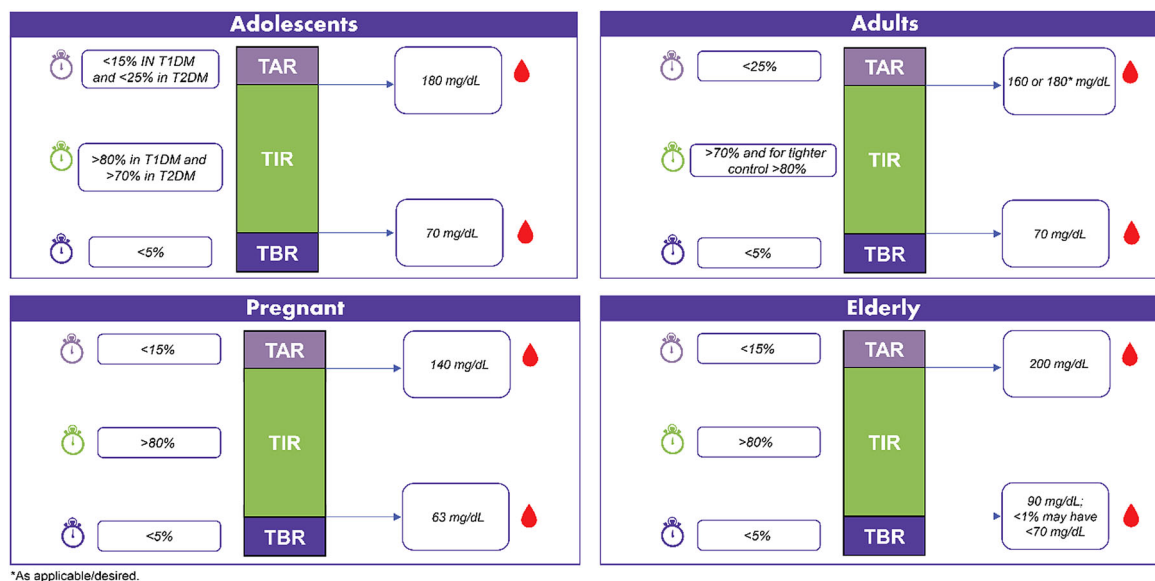 Adolescents
<15% IN T1DM
and <25% in T2DM
TAR
180 mg/dL
>80% in T1DM and
>70% in T2DM
TIR
70 mg/dL
<5%
TBR
Adults
<25%
TAR
160 or 180* mg/dL
>70% and for tighter
control >80%
TIR
70 mg/dL
<5%
TBR
Pregnant
<15%
TAR
140 mg/dL
>80%
TIR
63 mg/dL
<5%
TBR
Elderly
<15%
TAR
200 mg/dL
>80%
TIR
90 mg/dL;
<1% may have
<70 mg/dL
<5%
TBR
*As applicable/desired.